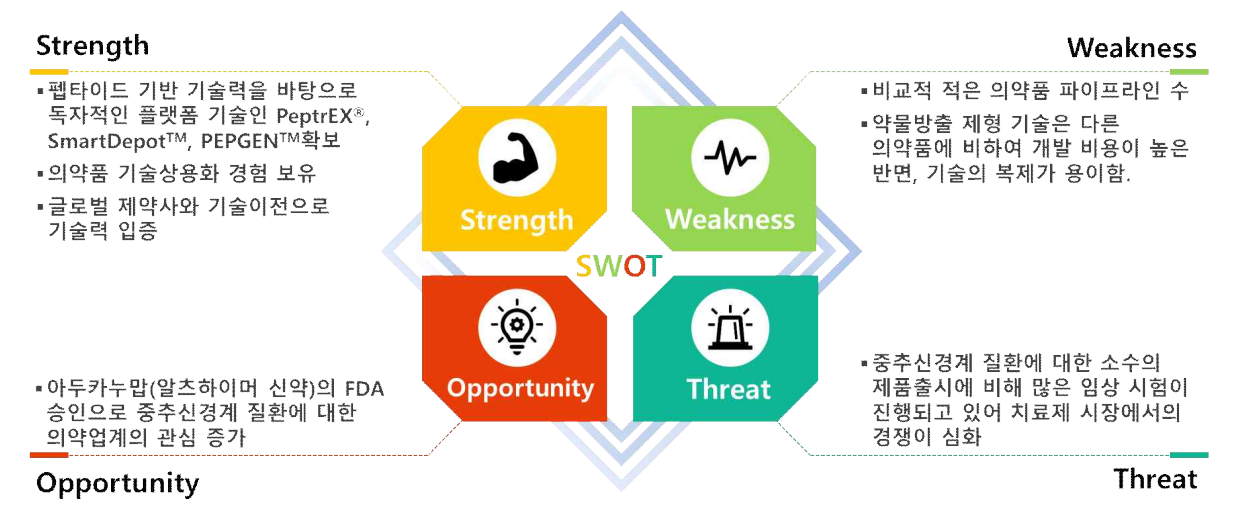 Strength
▪펩타이드 기반 기술력을 바탕으로
독자적인 플랫폼 기술인 PeptrEX®,
SmartDepot™, PEPGEN™확보
▪의약품 기술상용화 경험 보유
▪글로벌 제약사와 기술이전으로
기술력 입증
Weakness
▪비교적 적은 의약품 파이프라인 수
▪약물방출 제형 기술은 다른
의약품에 비하여 개발 비용이 높은
반면, 기술의 복제가 용이함.
Strength
Weakness
SWOT
Opportunity
Threat
▪아두카누맙(알츠하이머 신약)의 FDA
승인으로 중추신경계 질환에 대한
의약업계의 관심 증가
Opportunity
▪중추신경계 질환에 대한 소수의
제품출시에 비해 많은 임상 시험이
진행되고 있어 치료제 시장에서의
경쟁이 심화
Threat